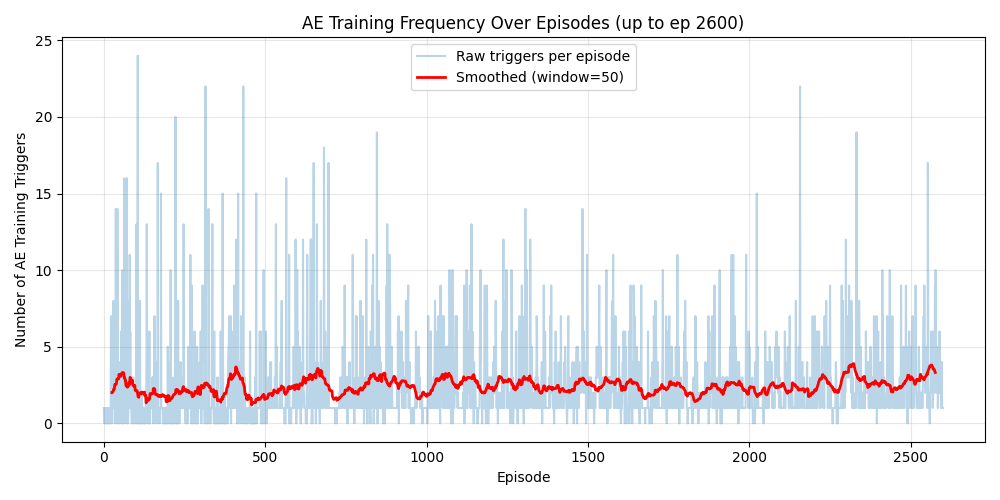 AE Training Frequency Over Episodes (up to ep 2600)
Raw triggers per episode
Smoothed (window=50)
Number of AE Training Triggers
25
20
15
10
5
0
0
500
1000
1500
2000
2500
Episode